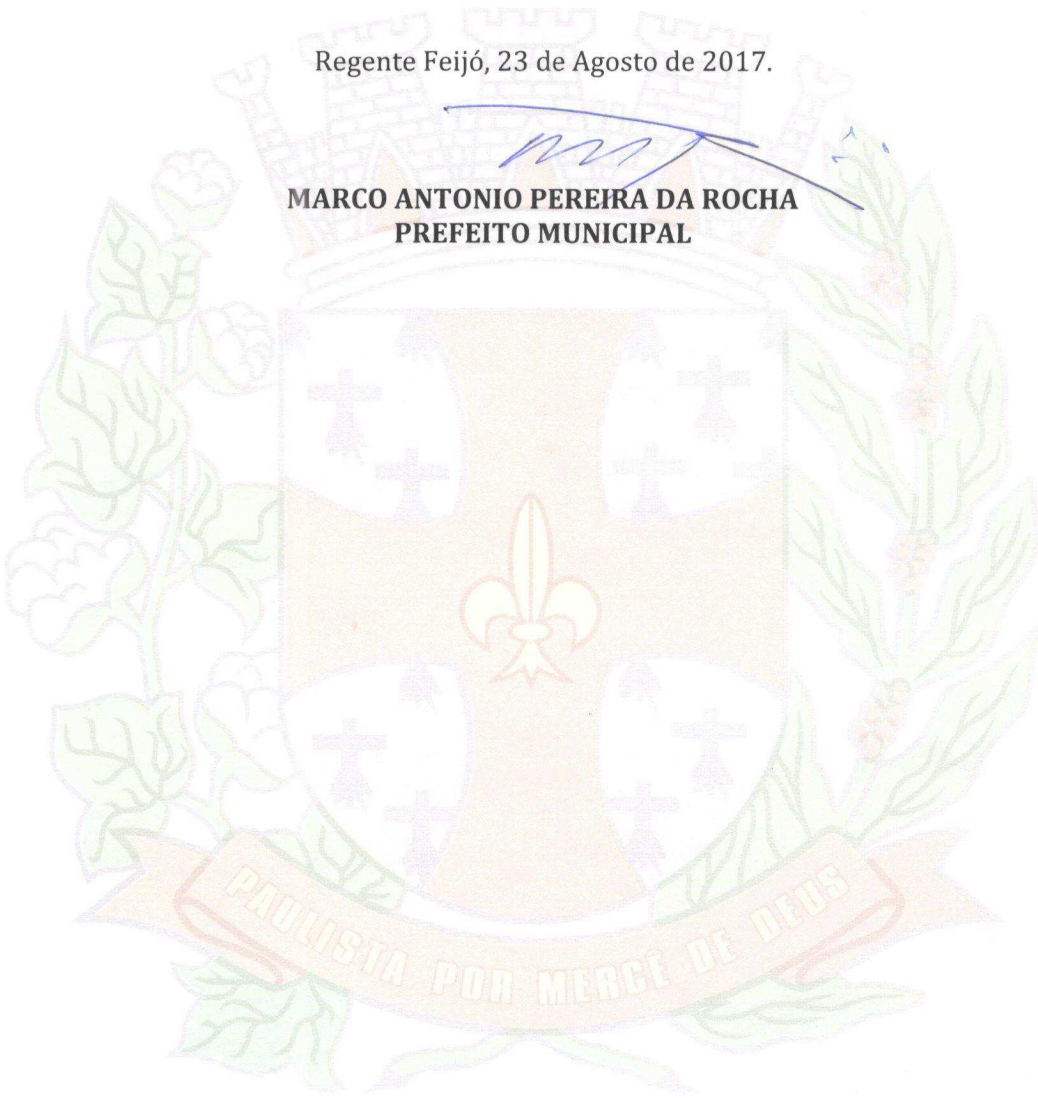 Regente Feijó, 23 de Agosto de 2017.
MARCO ANTONIO PEREIRA DA ROCHA
PREFEITO MUNICIPAL
PAULISTA POR MERCÊ DE DEUS